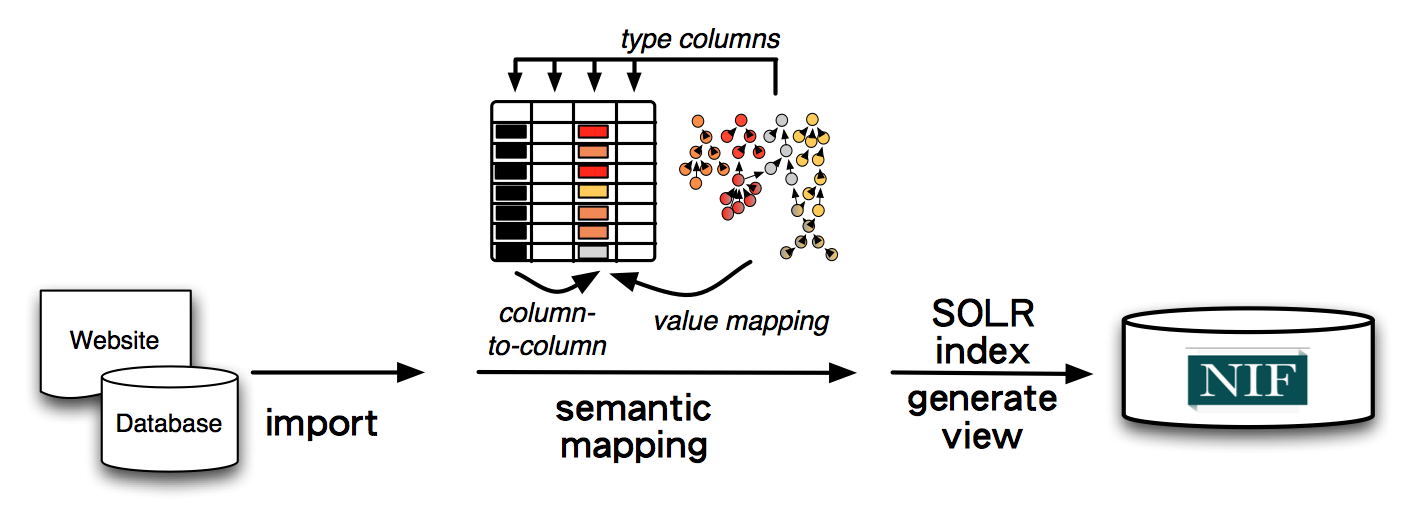 type columns
Website
Database
import
column-
to-column
value mapping
semantic
mapping
SOLR
index
generate
view
NIF